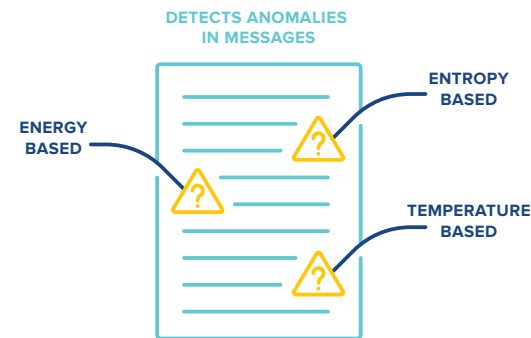 DETECTS ANOMALIES
IN MESSAGES
ENTROPY
BASED
ENERGY
BASED
TEMPERATURE
BASED